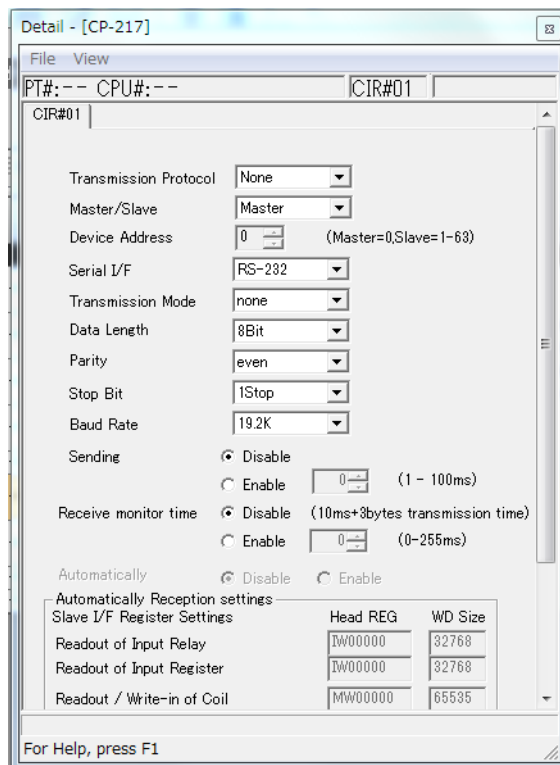 Detail - [CP-217]
File View
PT#:-- CPU#:-- CIR#01
CIR#01
Transmission Protocol None
Master/Slave Master
Device Address 0 (Master=0,Slave=1-63)
Serial I/F RS-232
Transmission Mode none
Data Length 8Bit
Parity even
Stop Bit 1Stop
Baud Rate 19.2K
Sending Disable
Enable 0 (1 - 100ms)
Receive monitor time Disable (10ms+3bytes transmission time)
Enable 0 (0-255ms)
Automatically Disable Enable
Automatically Reception settings
Slave I/F Register Settings Head REG WD Size
Readout of Input Relay IW00000 32768
Readout of Input Register IW00000 32768
Readout / Write-in of Coil MW00000 65535
For Help, press F1